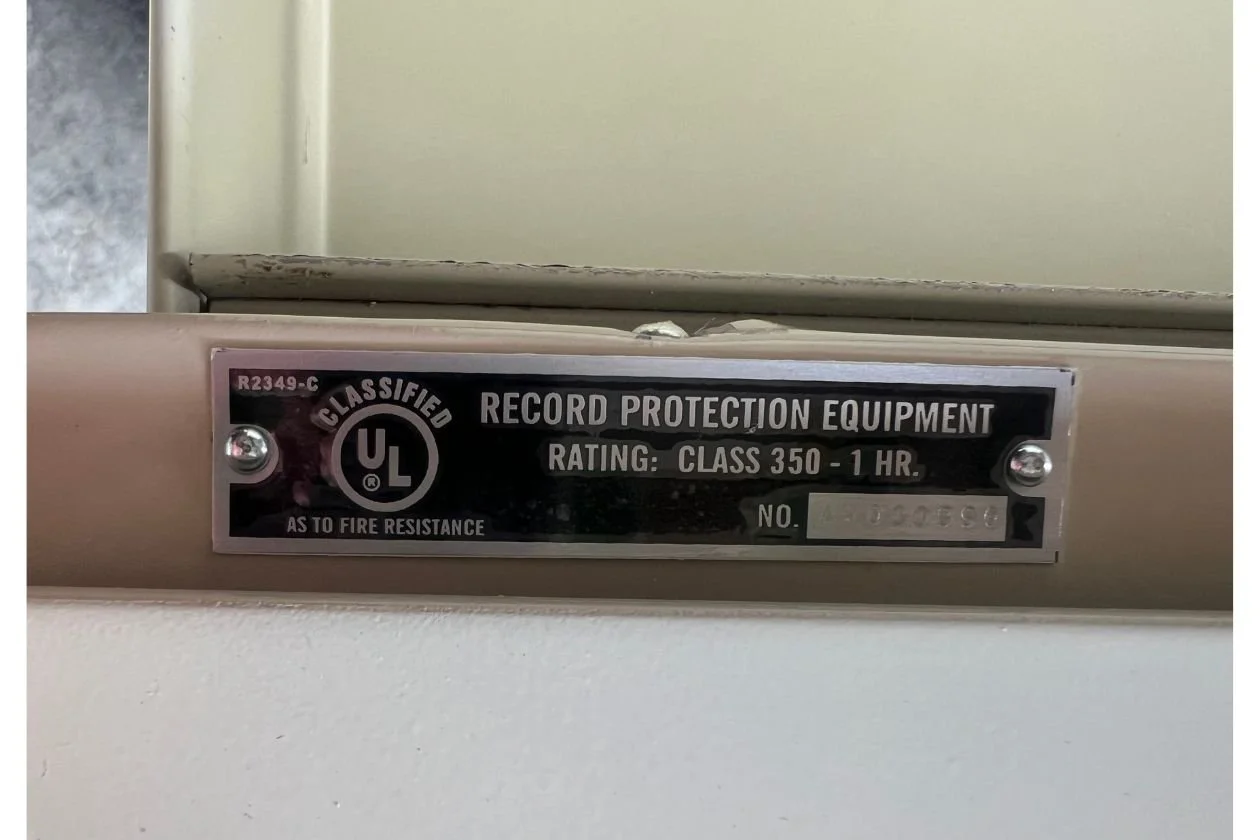 R2349-C
CLASSIFIED
UL
®
AS TO FIRE RESISTANCE
RECORD PROTECTION EQUIPMENT
RATING: CLASS 350 - 1 HR.
NO.